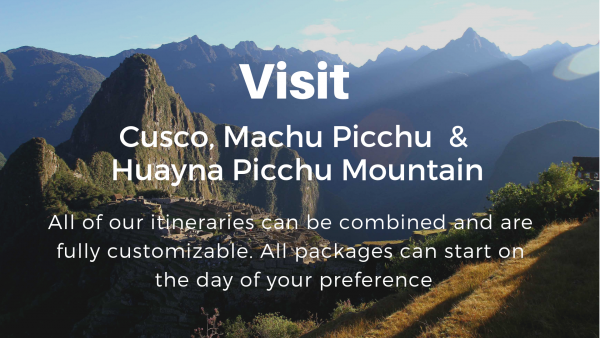 Visit
Cusco, Machu Picchu &
Huayna Picchu Mountain
All of our itineraries can be combined and are
fully customizable. All packages can start on
the day of your preference